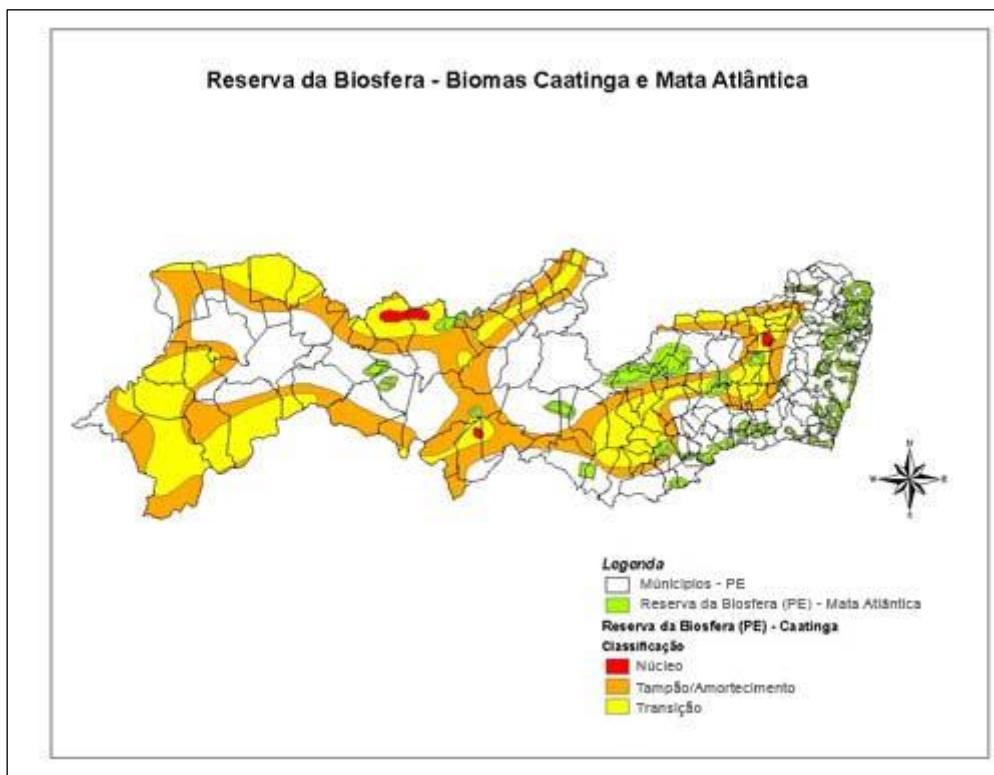 Reserva da Biosfera - Biomas Caatinga e Mata Atlântica
N
W
E
S
Legenda
Múnicipios - PE
Reserva da Biosfera (PE) - Mata Atlântica
Reserva da Biosfera (PE) - Caatinga
Classificação
Núcleo
Tampão/Amortecimento
Transição